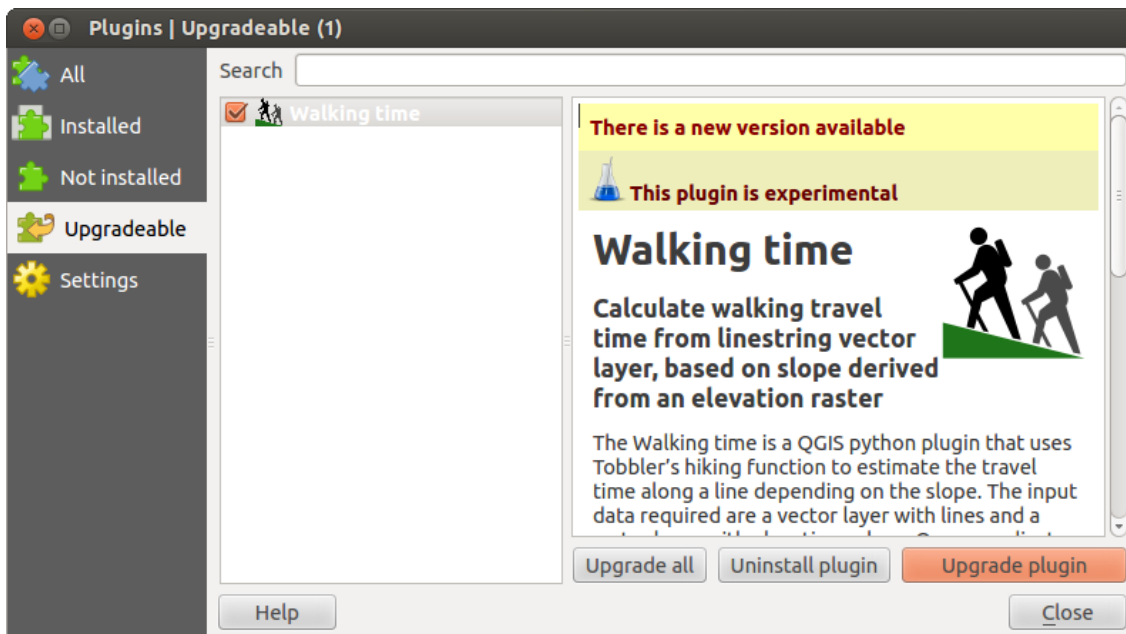 Plugins | Upgradeable (1)
All
Installed
Not installed
Upgradeable
Settings
Search
Walking time
There is a new version available
This plugin is experimental
Walking time
Calculate walking travel
time from linestring vector
layer, based on slope derived
from an elevation raster
The Walking time is a QGIS python plugin that uses
Tobbler's hiking function to estimate the travel
time along a line depending on the slope. The input
data required are a vector layer with lines and a
Upgrade all
Uninstall plugin
Upgrade plugin
Help
Close